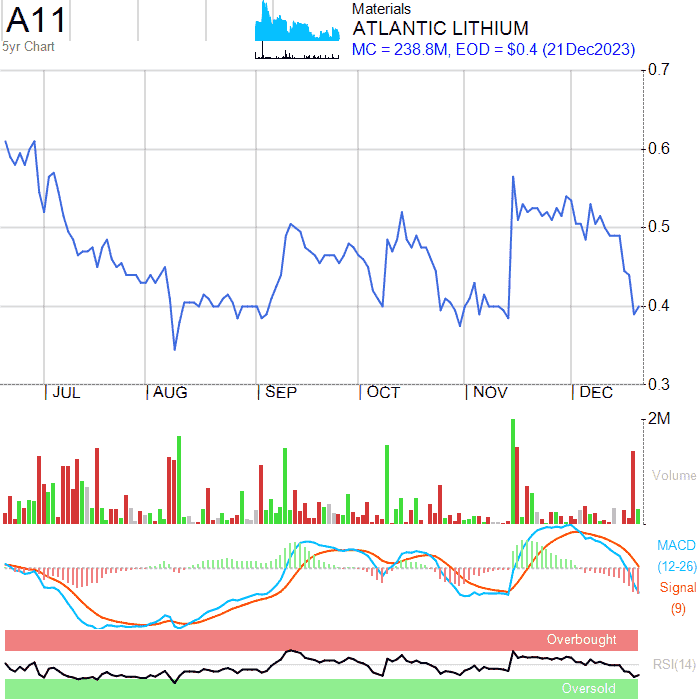 A11
5yr Chart
Materials
ATLANTIC LITHIUM
MC = 238.8M, EOD = $0.4 (21Dec2023)
0.7
0.6
0.5
0.4
0.3
JUL AUG SEP OCT NOV DEC
2M
Volume
MACD
(12-26)
Signal
(9)
Overbought
RSI(14)
Oversold